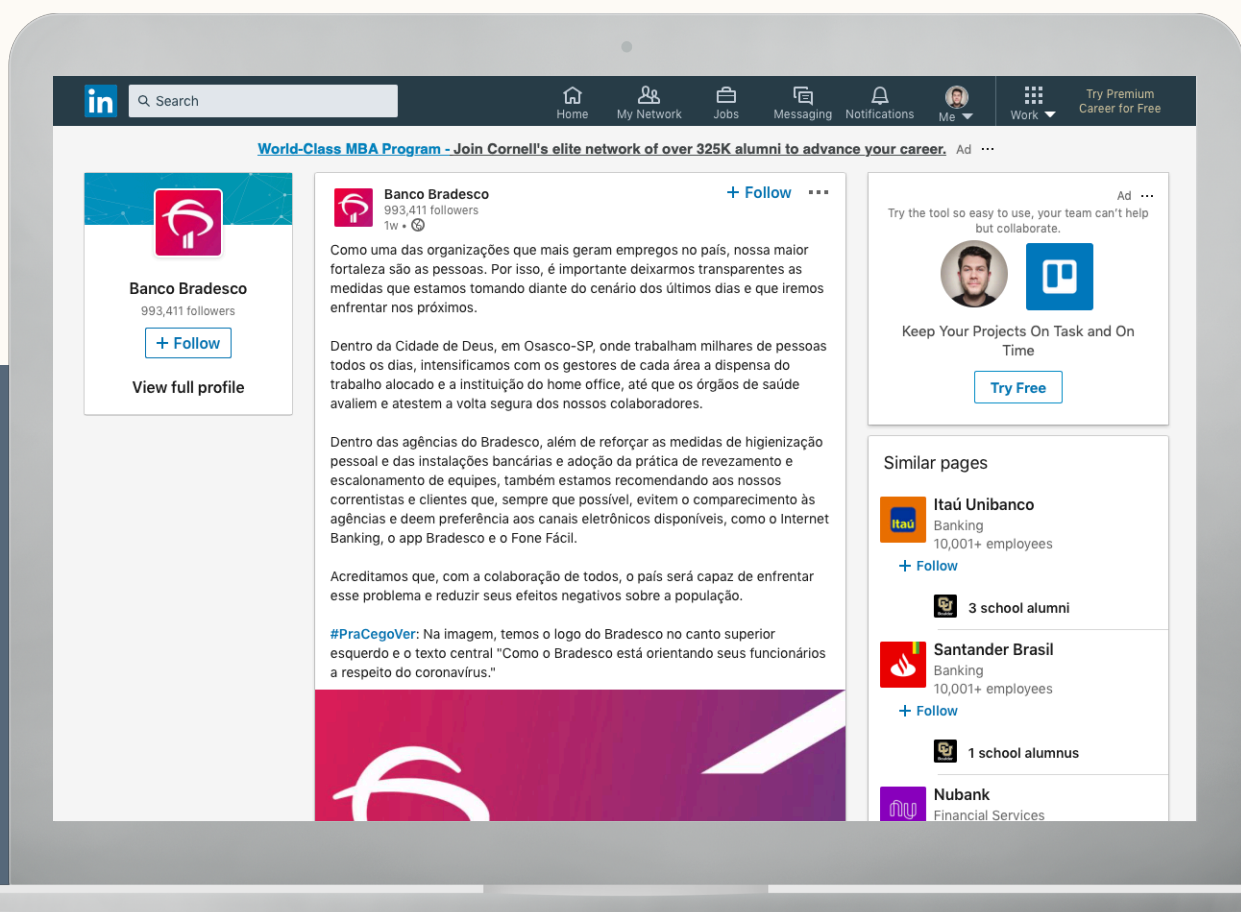 in
Search
Home
My Network
Jobs
Messaging
Notifications
Me
Work
Try Premium
Career for Free
World-Class MBA Program - Join Cornell's elite network of over 325K alumni to advance your career. Ad ...
Banco Bradesco
993,411 followers
+ Follow
View full profile
Banco Bradesco
993,411 followers
1w •
+ Follow
Como uma das organizações que mais geram empregos no país, nossa maior
fortaleza são as pessoas. Por isso, é importante deixarmos transparentes as
medidas que estamos tomando diante do cenário dos últimos dias e que iremos
enfrentar nos próximos.
Dentro da Cidade de Deus, em Osasco-SP, onde trabalham milhares de pessoas
todos os dias, intensificamos com os gestores de cada área a dispensa do
trabalho alocado e a instituição do home office, até que os órgãos de saúde
avaliem e atestem a volta segura dos nossos colaboradores.
Dentro das agências do Bradesco, além de reforçar as medidas de higienização
pessoal e das instalações bancárias e adoção da prática de revezamento e
escalonamento de equipes, também estamos recomendando aos nossos
correntistas e clientes que, sempre que possível, evitem o comparecimento às
agências e deem preferência aos canais eletrônicos disponíveis, como o Internet
Banking, o app Bradesco e o Fone Fácil.
Acreditamos que, com a colaboração de todos, o país será capaz de enfrentar
esse problema e reduzir seus efeitos negativos sobre a população.
#PraCegoVer: Na imagem, temos o logo do Bradesco no canto superior
esquerdo e o texto central "Como o Bradesco está orientando seus funcionários
a respeito do coronavírus."
Ad ...
Try the tool so easy to use, your team can't help
but collaborate.
Keep Your Projects On Task and On
Time
Try Free
Similar pages
Itaú
Itaú Unibanco
Banking
10,001+ employees
+ Follow
3 school alumni
Santander Brasil
Banking
10,001+ employees
+ Follow
1 school alumnus
nu
Nubank
Financial Services